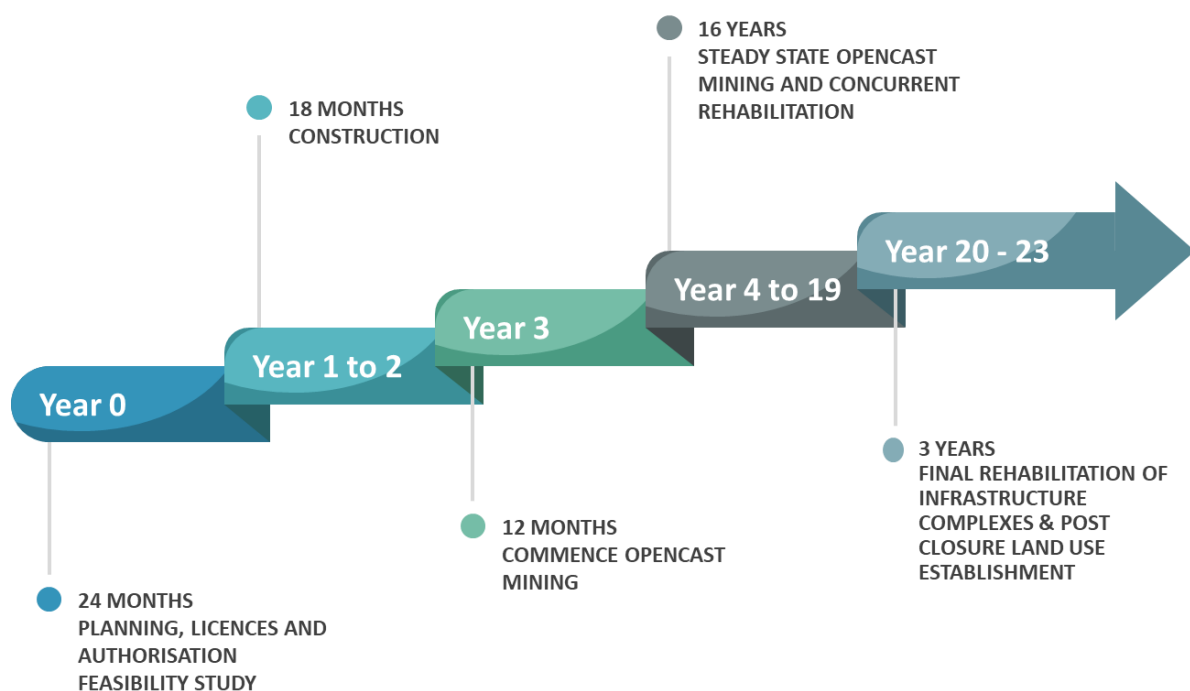 16 YEARS
STEADY STATE OPENCAST
MINING AND CONCURRENT
REHABILITATION
18 MONTHS
CONSTRUCTION
Year 20 - 23
Year 4 to 19
Year 3
Year 1 to 2
Year 0
3 YEARS
FINAL REHABILITATION OF
INFRASTRUCTURE
COMPLEXES & POST
CLOSURE LAND USE
ESTABLISHMENT
12 MONTHS
COMMENCE OPENCAST
MINING
24 MONTHS
PLANNING, LICENCES AND
AUTHORISATION
FEASIBILITY STUDY